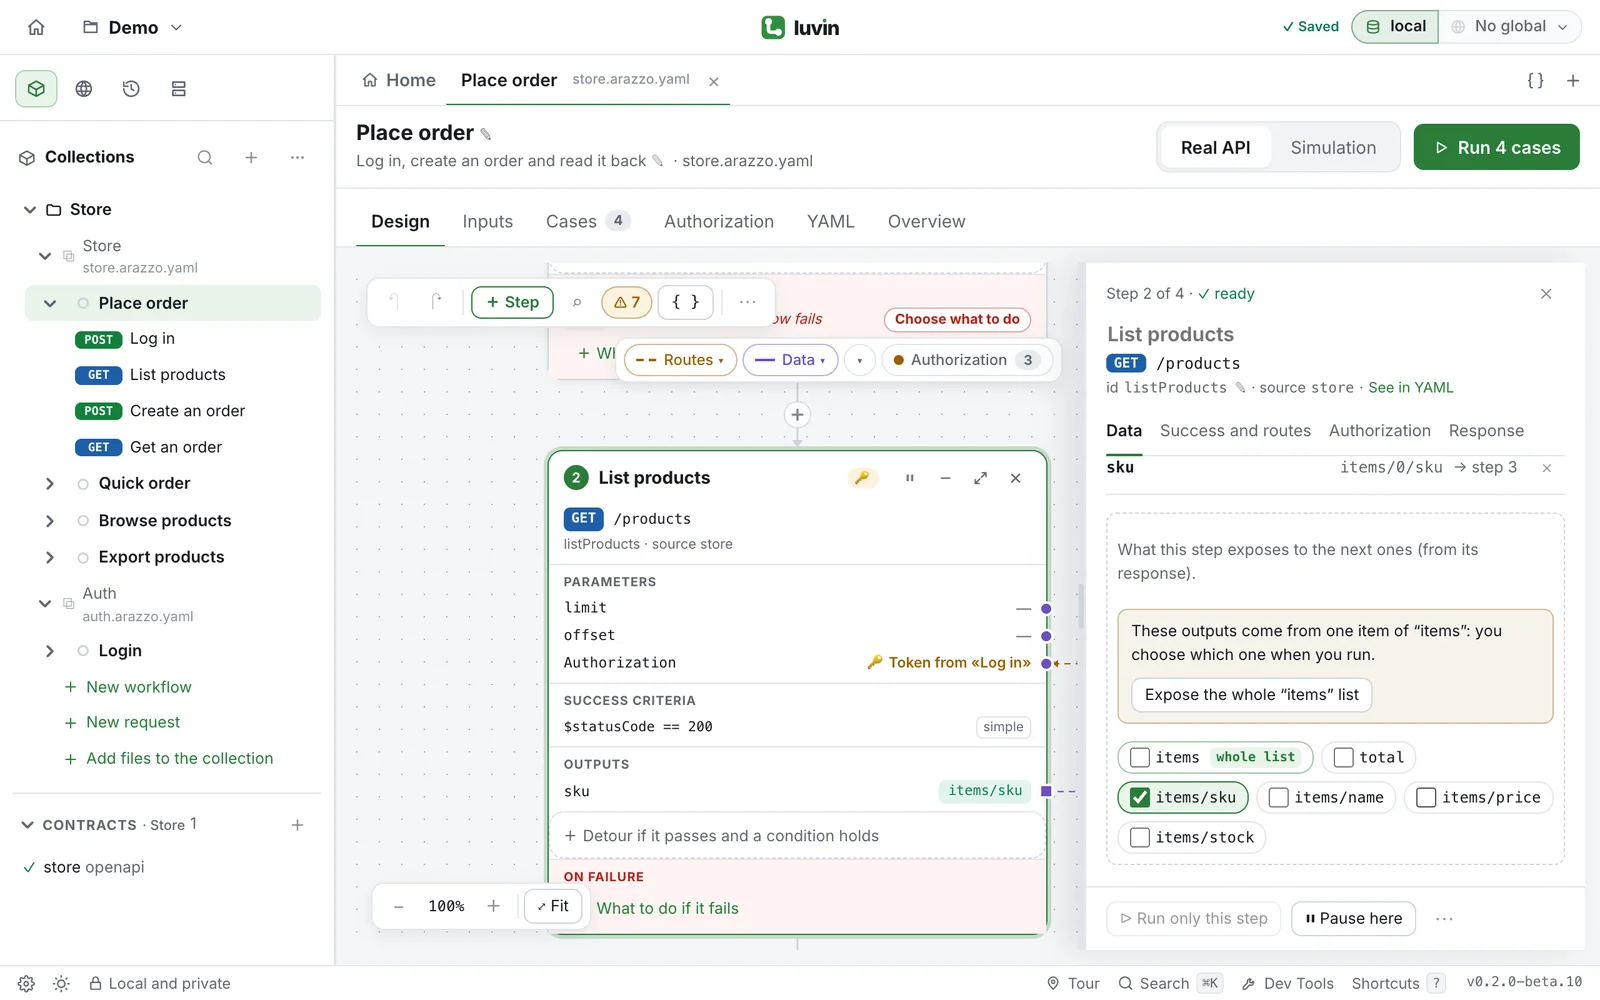 Demo
luvin
Saved
local
No global
Home
Place order store.arazzo.yaml
Collections
Place order
Log in, create an order and read it back · store.arazzo.yaml
Real API
Simulation
Run 4 cases
Design
Inputs
Cases 4
Authorization
YAML
Overview
Store
Store
store.arazzo.yaml
Place order
POST Log in
GET List products
POST Create an order
GET Get an order
Quick order
Browse products
Export products
Auth
auth.arazzo.yaml
Login
+ New workflow
+ New request
+ Add files to the collection
CONTRACTS · Store 1
store openapi
+ Step
7
{ }
...
ow fails
Choose what to do
+ Wh
Routes
Data
Authorization 3
2 List products
GET /products
listProducts · source store
PARAMETERS
limit —
offset —
Authorization Token from «Log in»
SUCCESS CRITERIA
$statusCode == 200 simple
OUTPUTS
sku items/sku
+ Detour if it passes and a condition holds
ON FAILURE
What to do if it fails
− 100% +
Fit
Step 2 of 4 · ✓ ready
List products
GET /products
id listProducts · source store · See in YAML
Data
Success and routes
Authorization
Response
sku items/0/sku → step 3 ×
What this step exposes to the next ones (from its
response).
These outputs come from one item of “items”: you
choose which one when you run.
Expose the whole “items” list
items whole list
total
items/sku
items/name
items/price
items/stock
Run only this step
Pause here
...
Local and private
Tour
Search ⌘K
Dev Tools
Shortcuts ?
v0.2.0-beta.10